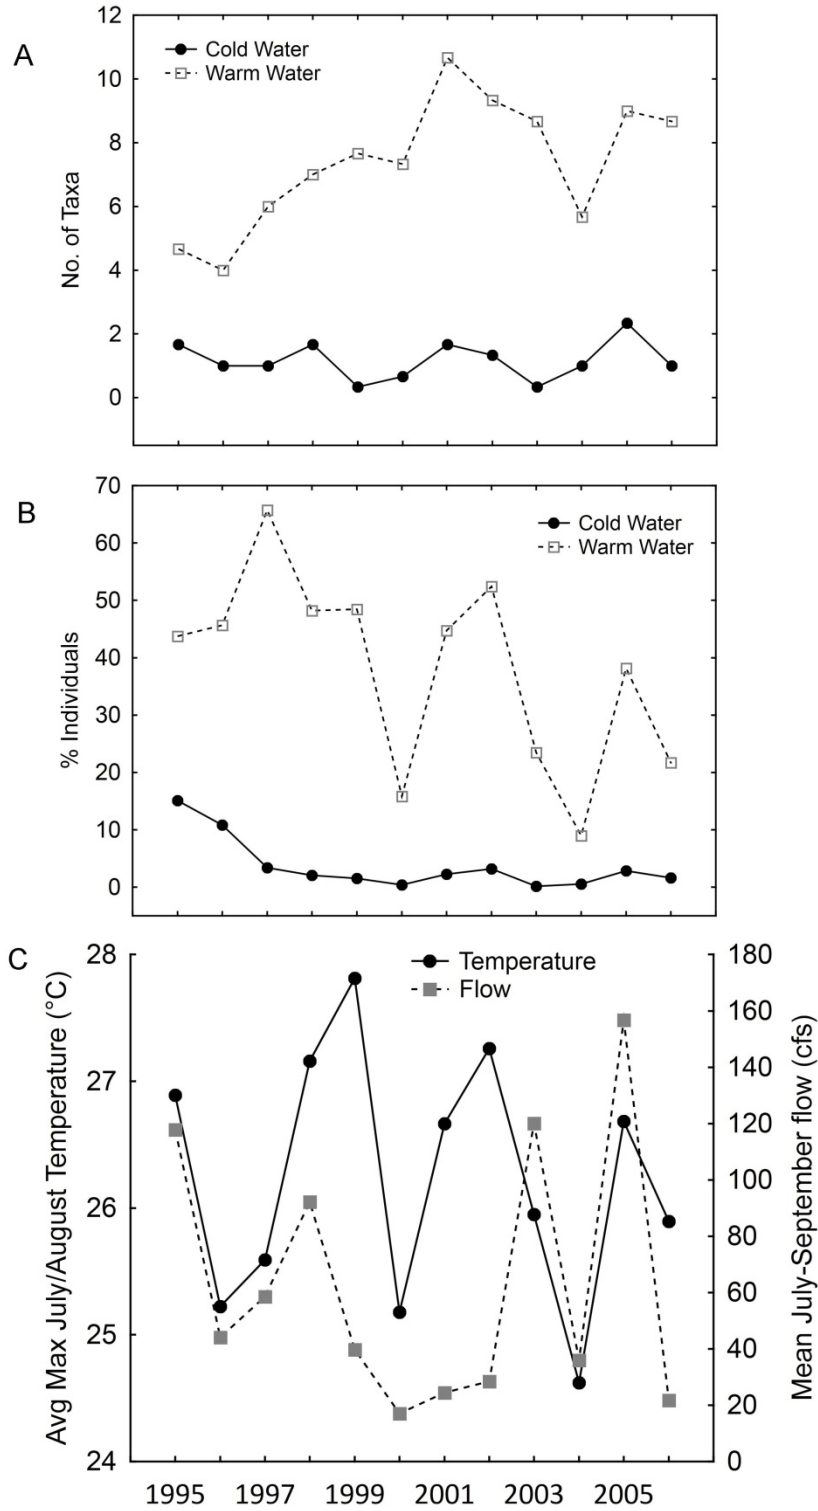 A
12
10
8
6
4
2
0
No. of Taxa
Cold Water
Warm Water
B
70
60
50
40
30
20
10
0
% Individuals
Cold Water
Warm Water
C
28
27
26
25
24
Avg Max July/August Temperature (°C)
Temperature
Flow
180
160
140
120
100
80
60
40
20
0
Mean July-September flow (cfs)
1995 1997 1999 2001 2003 2005